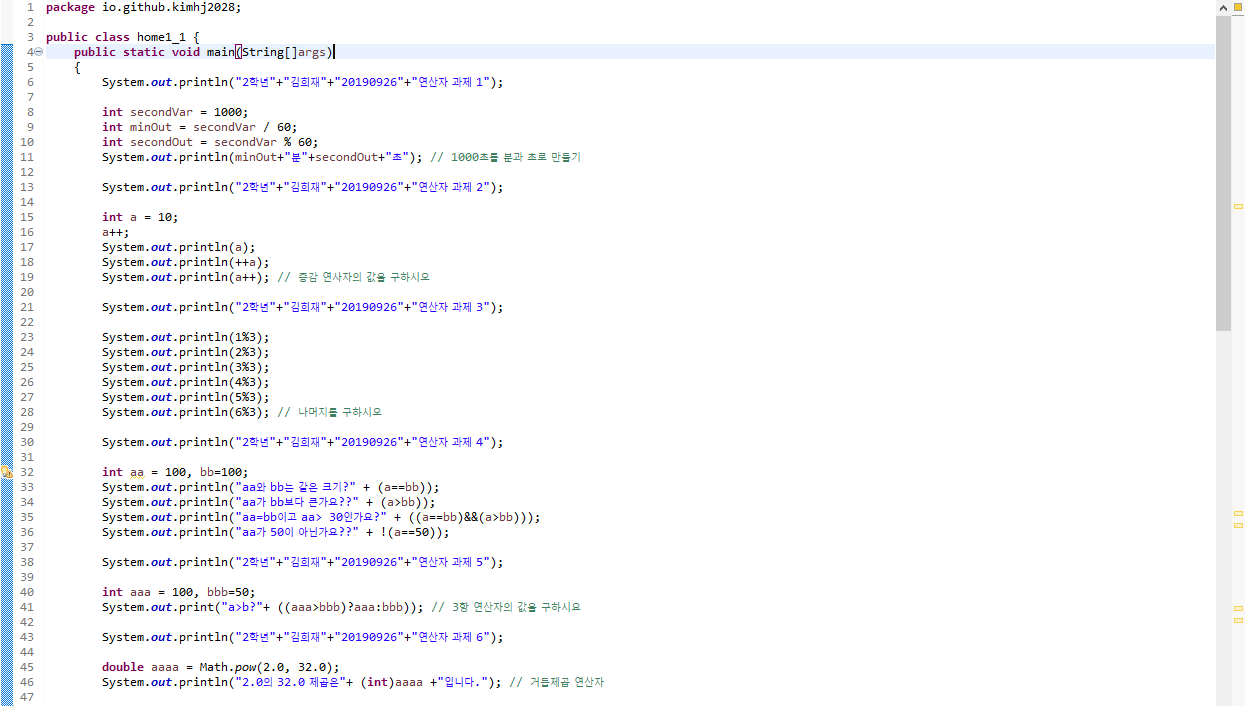 1 package io.github.kimhj2028;
2
3 public class home1_1 {
4 public static void main(String[]args)
5 {
6 System.out.println("2학년"+"김희재"+"20190926"+"연산자 과제 1");
7
8 int secondVar = 1000;
9 int minOut = secondVar / 60;
10 int secondOut = secondVar % 60;
11 System.out.println(minOut+"분"+secondOut+"초"); // 1000초를 분과 초로 만들기
12
13 System.out.println("2학년"+"김희재"+"20190926"+"연산자 과제 2");
14
15 int a = 10;
16 a++;
17 System.out.println(a);
18 System.out.println(++a);
19 System.out.println(a++); // 증감 연사자의 값을 구하시오
20
21 System.out.println("2학년"+"김희재"+"20190926"+"연산자 과제 3");
22
23 System.out.println(1%3);
24 System.out.println(2%3);
25 System.out.println(3%3);
26 System.out.println(4%3);
27 System.out.println(5%3);
28 System.out.println(6%3); // 나머지를 구하시오
29
30 System.out.println("2학년"+"김희재"+"20190926"+"연산자 과제 4");
31
32 int aa = 100, bb=100;
33 System.out.println("aa와 bb는 같은 크기?" + (a==bb));
34 System.out.println("aa가 bb보다 큰가요??" + (a>bb));
35 System.out.println("aa=bb이고 aa> 30인가요?" + ((a==bb)&&(a>bb)));
36 System.out.println("aa가 50이 아닌가요??" + !(a==50));
37
38 System.out.println("2학년"+"김희재"+"20190926"+"연산자 과제 5");
39
40 int aaa = 100, bbb=50;
41 System.out.print("a>b?"+ ((aaa>bbb)?aaa:bbb)); // 3항 연산자의 값을 구하시요
42
43 System.out.println("2학년"+"김희재"+"20190926"+"연산자 과제 6");
44
45 double aaaa = Math.pow(2.0, 32.0);
46 System.out.println("2.0의 32.0 제곱은"+ (int)aaaa +"입니다."); // 거듭제곱 연산자
47